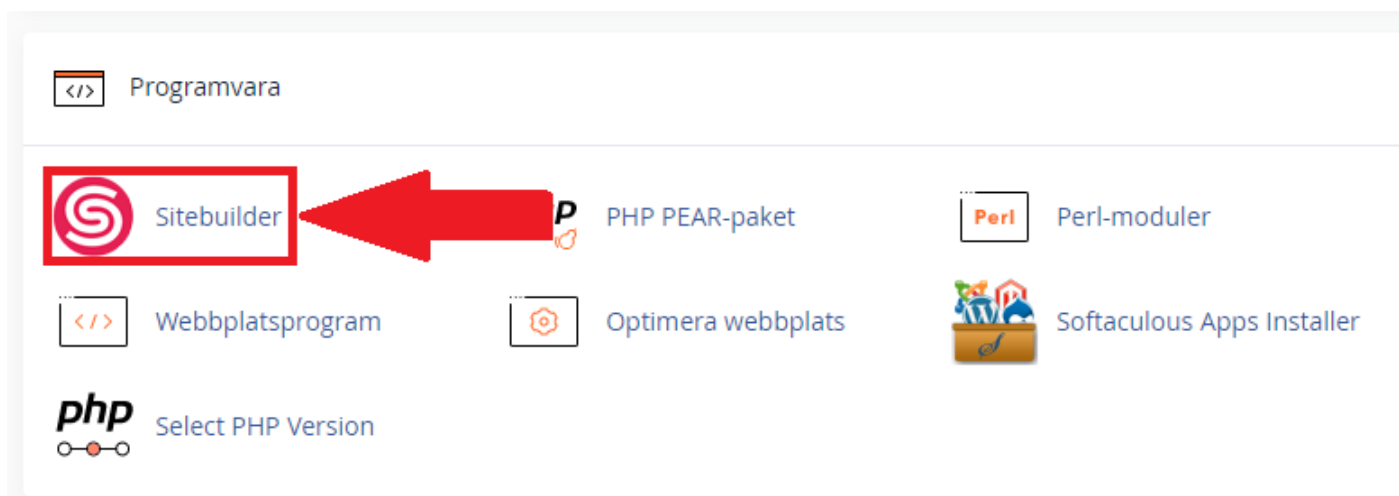 </> Programvara
Sitebuilder P PHP PEAR-paket Perl Perl-moduler
</> Webbplatsprogram Optimera webbplats Softaculous Apps Installer
php Select PHP Version